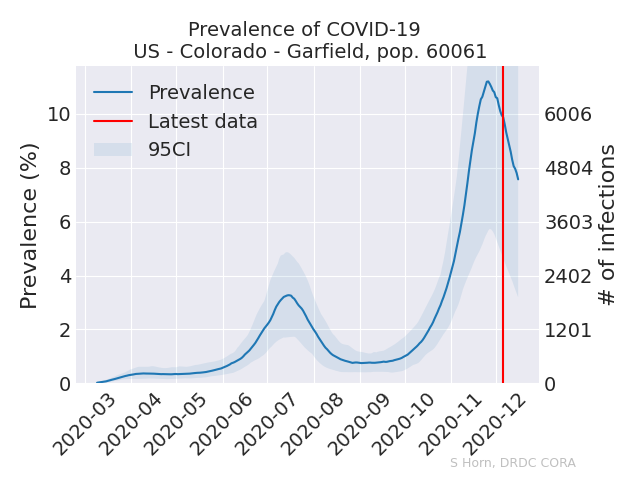 Prevalence of COVID-19
US - Colorado - Garfield, pop. 60061
Prevalence
Latest data
95CI
Prevalence (%)
10
8
6
4
2
0
6006
4804
3603
2402
1201
0
# of infections
2020-03
2020-04
2020-05
2020-06
2020-07
2020-08
2020-09
2020-10
2020-11
2020-12
S Horn, DRDC CORA